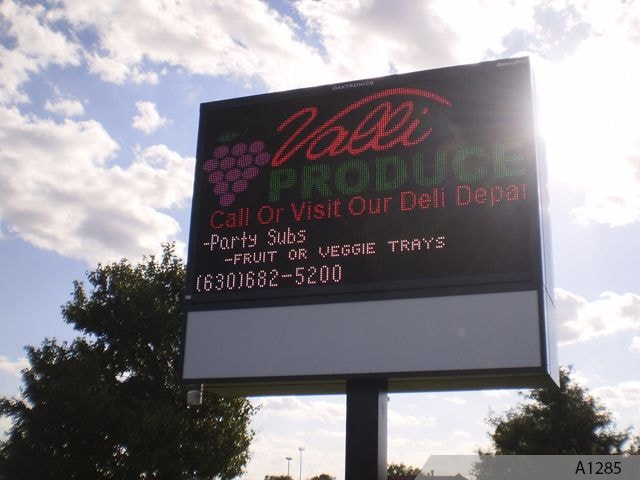 DAKTRONICS
Valli
PRODUCE
Call Or Visit Our Deli Depar
-Party Subs
-FRUIT OR VEGGIE TRAYS
(630)682-5200
A1285